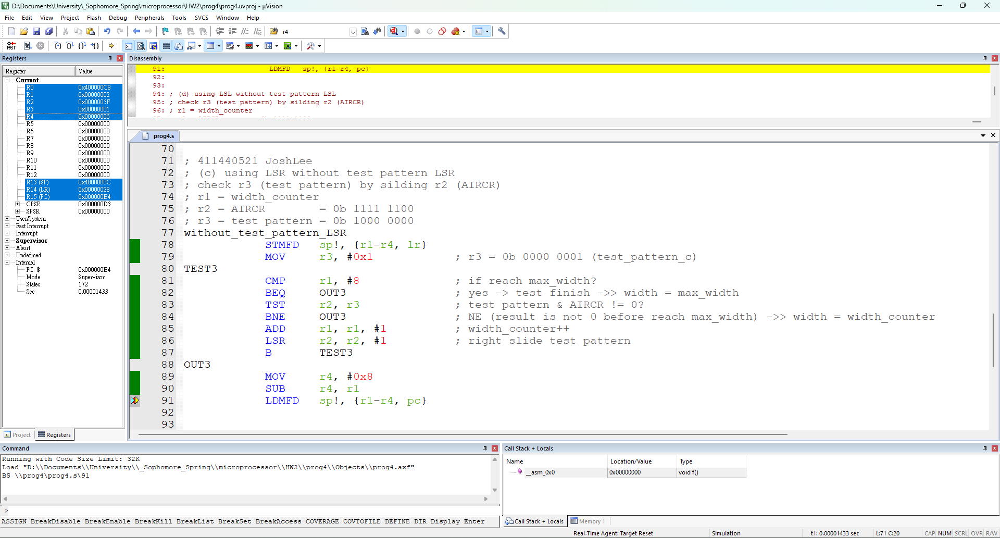 D:\Documents\University\_Sophomore_Spring\microprocessor\HW2\prog4\prog4.uvproj - µVision
File Edit View Project Flash Debug Peripherals Tools SVCS Window Help
r4
RST
Registers
Register Value
Current
R0 0x400000C8
R1 0x00000002
R2 0x0000003F
R3 0x00000001
R4 0x00000006
R5 0x00000000
R6 0x00000000
R7 0x00000000
R8 0x00000000
R9 0x00000000
R10 0x00000000
R11 0x00000000
R12 0x00000000
R13 (SP) 0x4000000C
R14 (LR) 0x00000028
R15 (PC) 0x000000B4
CPSR 0x000000D3
SPSR 0x00000000
User/System
Fast Interrupt
Interrupt
Supervisor
Abort
Undefined
Internal
PC $ 0x000000B4
Mode Supervisor
States 172
Sec 0.00001433
Project Registers
Disassembly
91: LDMFD sp!, {r1-r4, pc}
92:
93:
94: ; (d) using LSL without test pattern LSL
95: ; check r3 (test pattern) by silding r2 (AIRCR)
96: ; r1 = width_counter
prog4.s
70
71 ; 411440521 JoshLee
72 ; (c) using LSR without test pattern LSR
73 ; check r3 (test pattern) by silding r2 (AIRCR)
74 ; r1 = width_counter
75 ; r2 = AIRCR = 0b 1111 1100
76 ; r3 = test pattern = 0b 1000 0000
77 without_test_pattern_LSR
78 STMFD sp!, {r1-r4, lr}
79 MOV r3, #0x1 ; r3 = 0b 0000 0001 (test_pattern_c)
80 TEST3
81 CMP r1, #8 ; if reach max_width?
82 BEQ OUT3 ; yes -> test finish ->> width = max_width
83 TST r2, r3 ; test pattern & AIRCR != 0?
84 BNE OUT3 ; NE (result is not 0 before reach max_width) ->> width = width_counter
85 ADD r1, r1, #1 ; width_counter++
86 LSR r2, r2, #1 ; right slide test pattern
87 B TEST3
88 OUT3
89 MOV r4, #0x8
90 SUB r4, r1
91 LDMFD sp!, {r1-r4, pc}
92
93
Command
Running with Code Size Limit: 32K
Load "D:\\Documents\\University\\_Sophomore_Spring\\microprocessor\\HW2\\prog4\\Objects\\prog4.axf"
BS \\prog4\prog4.s\91
>
ASSIGN BreakDisable BreakEnable BreakKill BreakList BreakSet BreakAccess COVERAGE COVTOFILE DEFINE DIR Display Enter
Call Stack + Locals
Name Location/Value Type
__asm_0x0 0x00000000 void f()
Call Stack + Locals Memory 1
Real-Time Agent: Target Reset Simulation t1: 0.00001433 sec L:71 C:20 CAP NUM SCRL OVR R/W